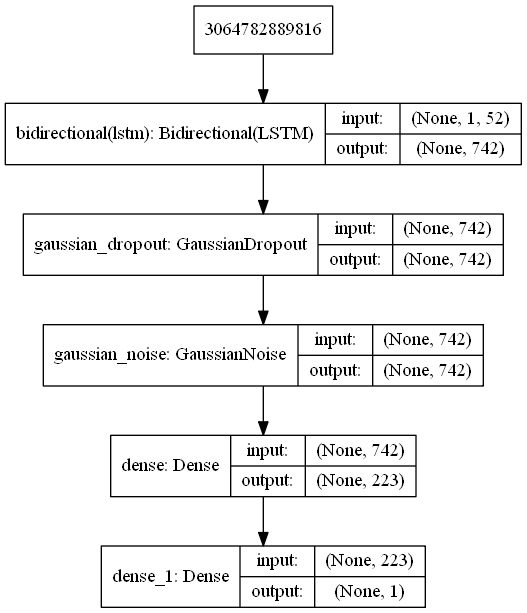 3064782889816
bidirectional(lstm): Bidirectional(LSTM)
input: (None, 1, 52)
output: (None, 742)
gaussian_dropout: GaussianDropout
input: (None, 742)
output: (None, 742)
gaussian_noise: GaussianNoise
input: (None, 742)
output: (None, 742)
dense: Dense
input: (None, 742)
output: (None, 223)
dense_1: Dense
input: (None, 223)
output: (None, 1)